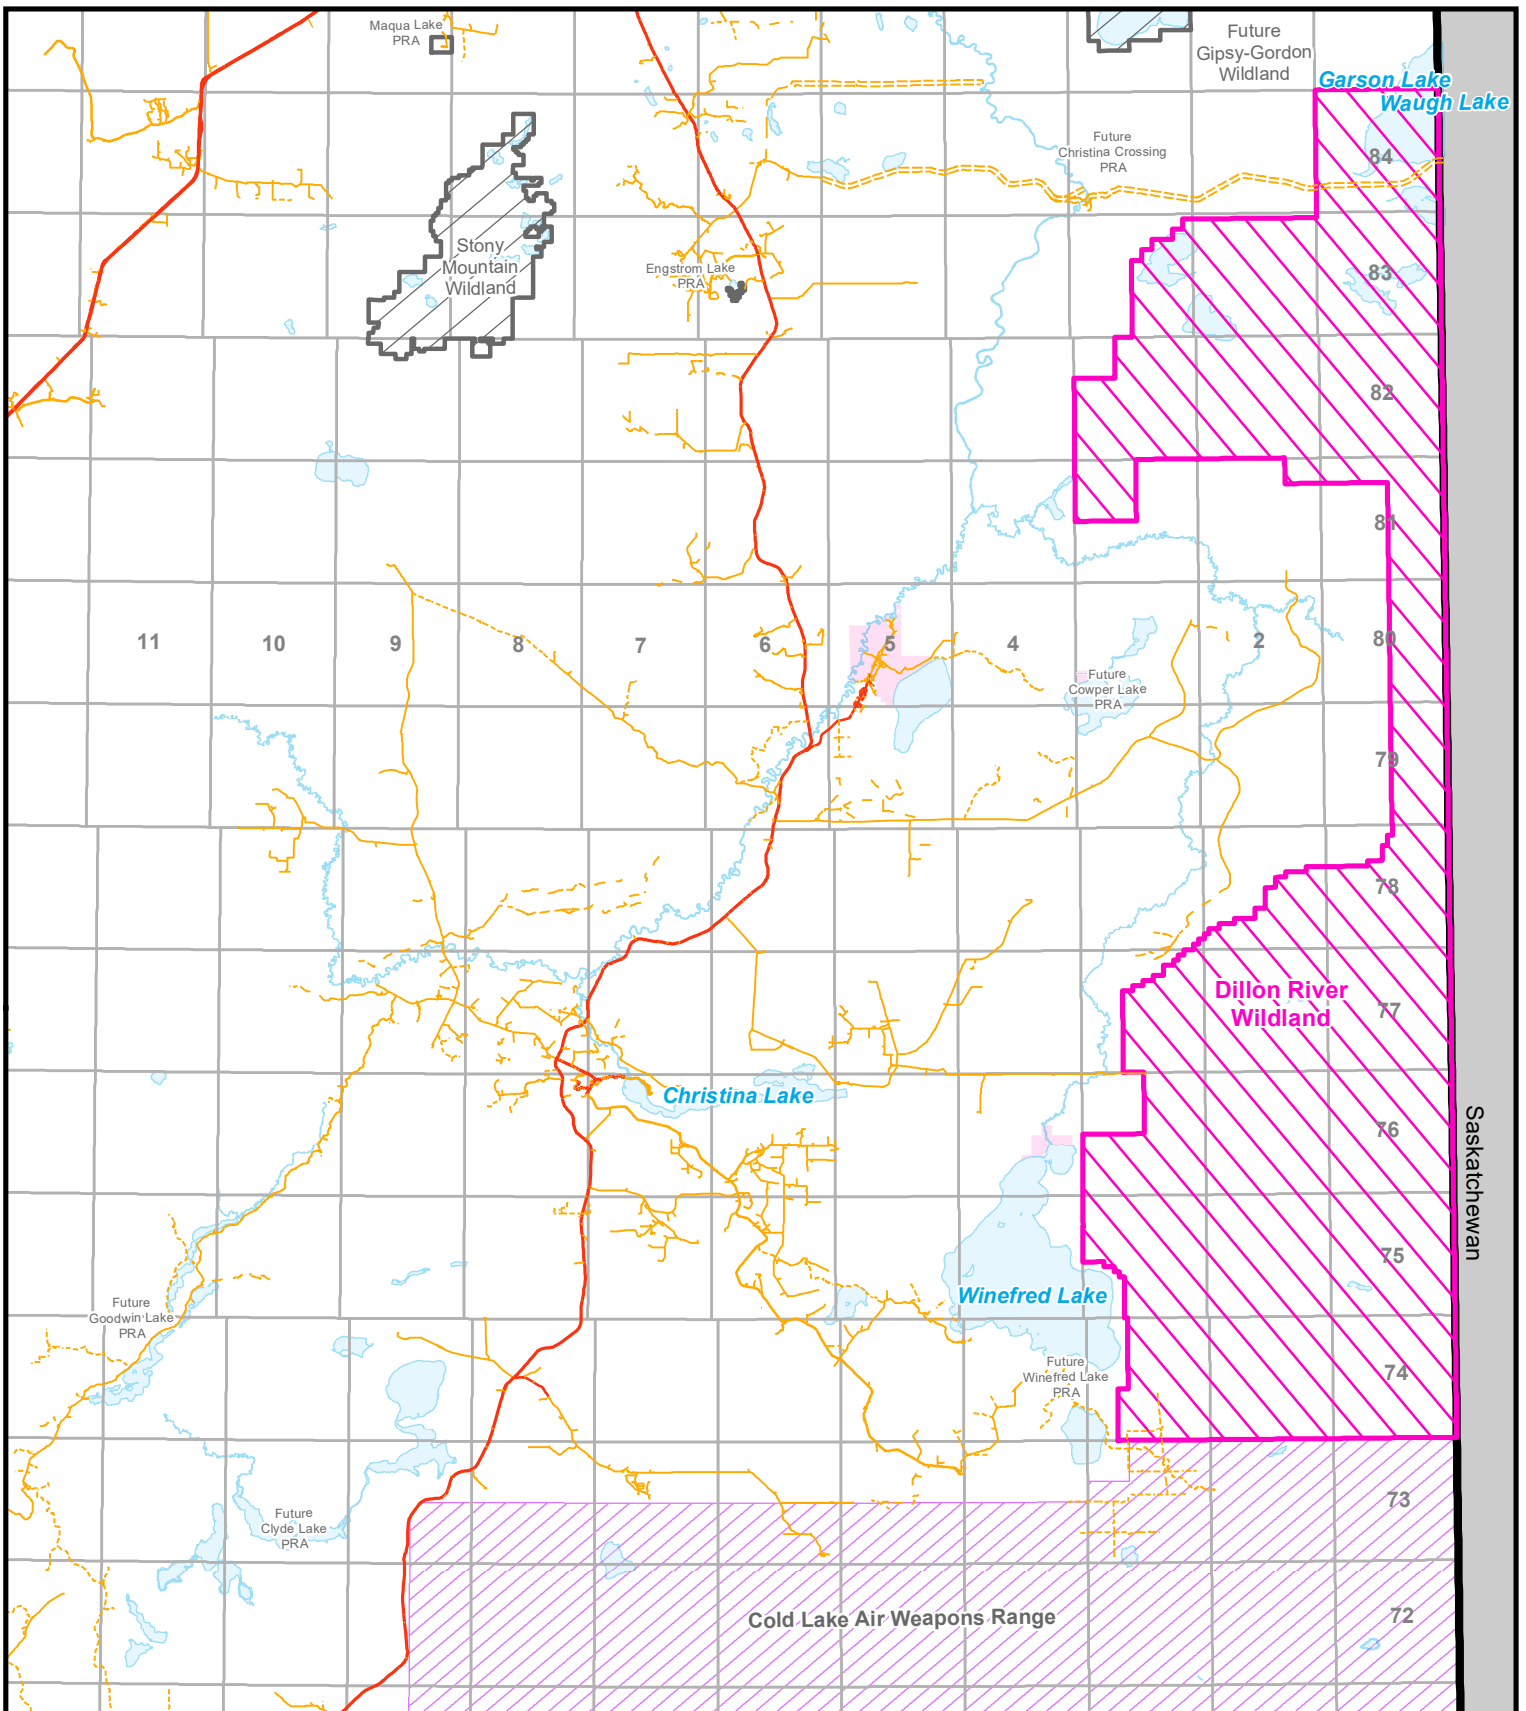 Maqua Lake
PRA
Future
Gipsy-Gordon
Wildland
Garson Lake
Waugh Lake
Future
Christina Crossing
PRA
84
Stony
Mountain
Wildland
Engstrom Lake
PRA
83
82
81
11
10
9
8
7
6
5
4
2
80
Future
Cowper Lake
PRA
79
78
Dillon River
Wildland
77
Christina Lake
76
Saskatchewan
75
Winefred Lake
Future
Goodwin Lake
PRA
Future
Winefred Lake
PRA
74
73
Future
Clyde Lake
PRA
Cold Lake Air Weapons Range
72